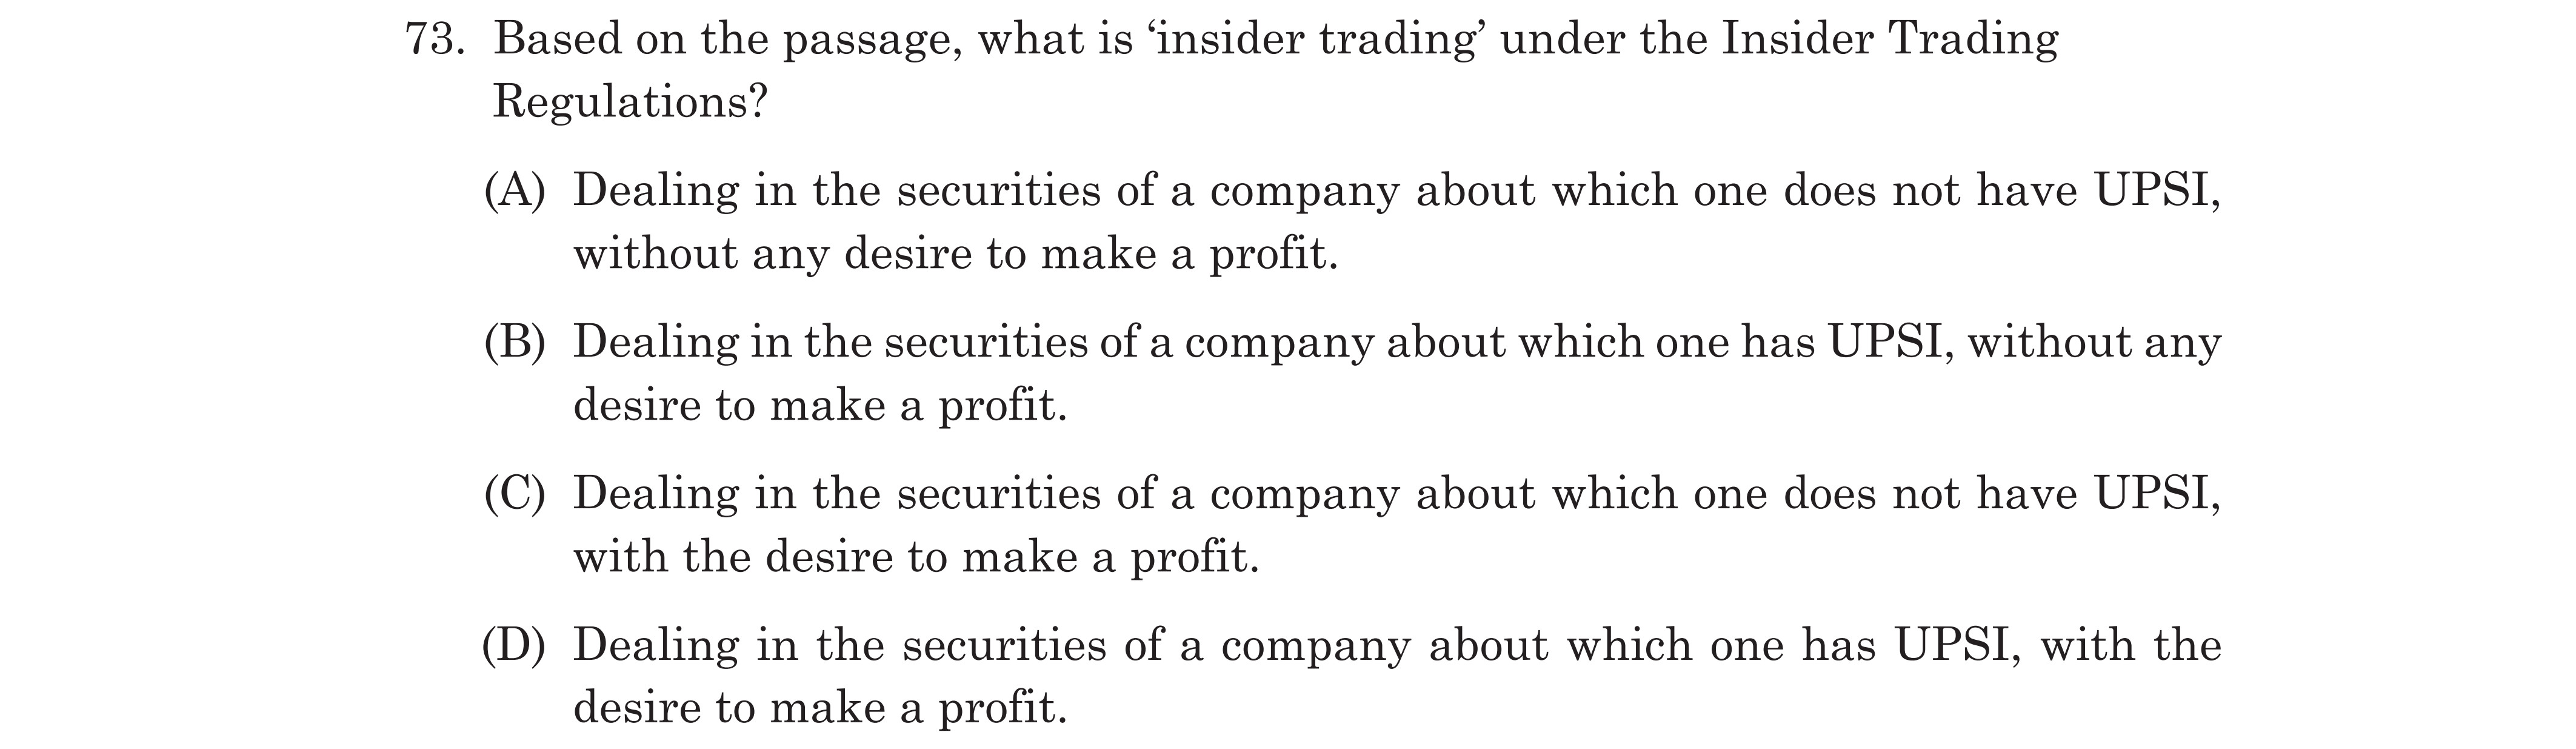 73. Based on the passage, what is ‘insider trading’ under the Insider Trading
Regulations?
(A) Dealing in the securities of a company about which one does not have UPSI,
without any desire to make a profit.
(B) Dealing in the securities of a company about which one has UPSI, without any
desire to make a profit.
(C) Dealing in the securities of a company about which one does not have UPSI,
with the desire to make a profit.
(D) Dealing in the securities of a company about which one has UPSI, with the
desire to make a profit.